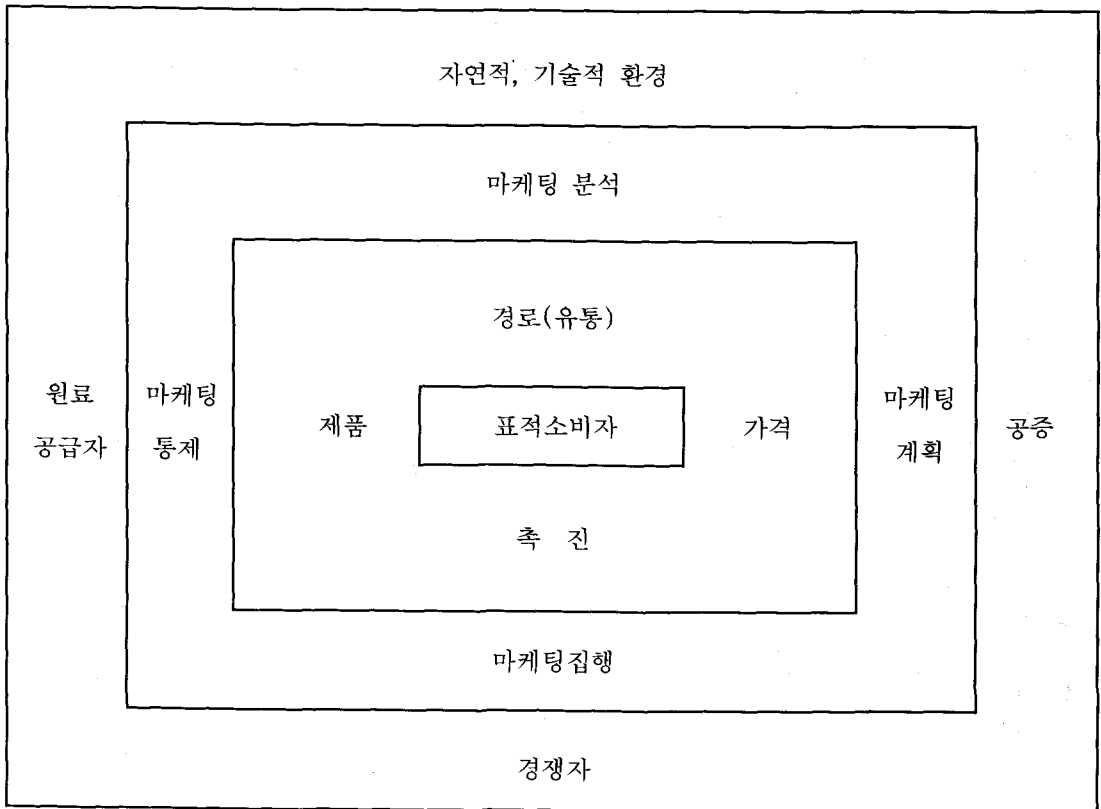 자연적, 기술적 환경
마케팅 분석
경로(유통)
원료
공급자
마케팅
통제
제품
표적소비자
가격
마케팅
계획
공증
촉 진
마케팅집행
경쟁자